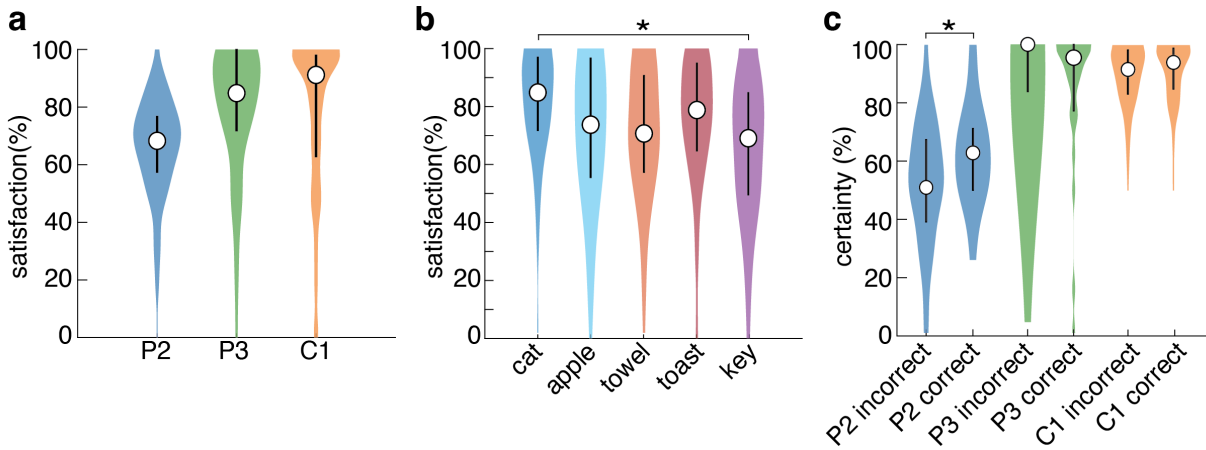 a
satisfaction(%)
100
80
60
40
20
0
P2
P3
C1
b
*
satisfaction(%)
100
80
60
40
20
0
cat
apple
towel
toast
key
c
*
certainty (%)
100
80
60
40
20
0
P2 incorrect
P2 correct
P3 incorrect
P3 correct
C1 incorrect
C1 correct